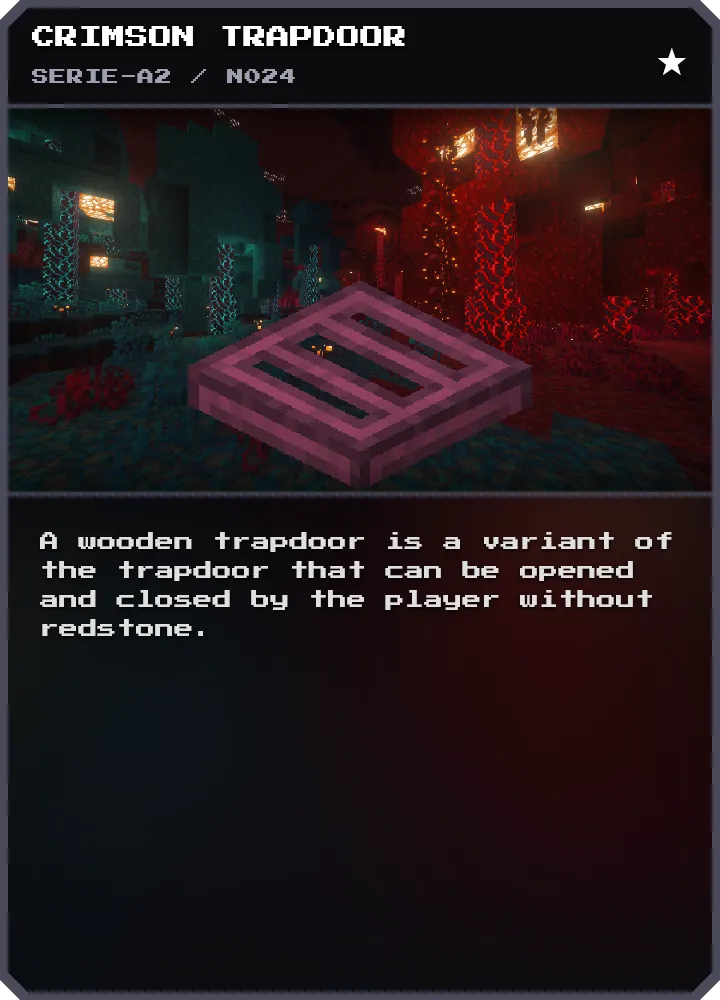 CRIMSON TRAPDOOR
SERIE-A2 / NO24
A wooden trapdoor is a variant of
the trapdoor that can be opened
and closed by the player without
redstone.